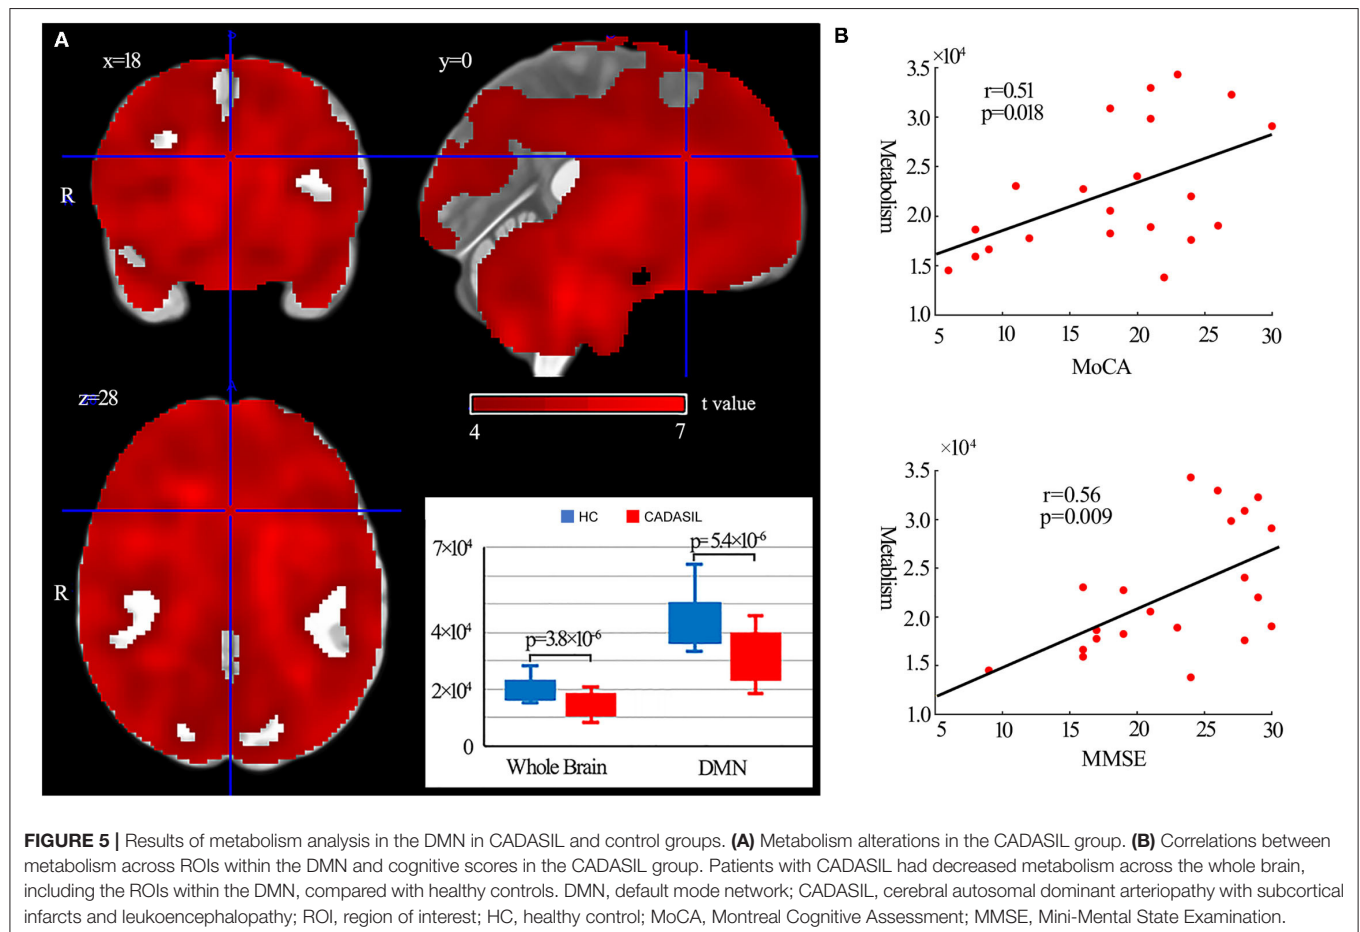 A
x=18
P
y=0
R
A
z=28
t value
4 7
R
HC CADASIL
7×10⁴
4×10⁴
2×10⁴
0
p=3.8×10⁻⁶
p=5.4×10⁻⁶
Whole Brain DMN
B
×10⁴
3.5
3.0
2.5
2.0
1.5
1.0
Metabolism
r=0.51
p=0.018
5 10 15 20 25 30
MoCA
×10⁴
3.5
3.0
2.5
2.0
1.5
1.0
Metablism
r=0.56
p=0.009
5 10 15 20 25 30
MMSE
FIGURE 5 | Results of metabolism analysis in the DMN in CADASIL and control groups. (A) Metabolism alterations in the CADASIL group. (B) Correlations between
metabolism across ROIs within the DMN and cognitive scores in the CADASIL group. Patients with CADASIL had decreased metabolism across the whole brain,
including the ROIs within the DMN, compared with healthy controls. DMN, default mode network; CADASIL, cerebral autosomal dominant arteriopathy with subcortical
infarcts and leukoencephalopathy; ROI, region of interest; HC, healthy control; MoCA, Montreal Cognitive Assessment; MMSE, Mini-Mental State Examination.